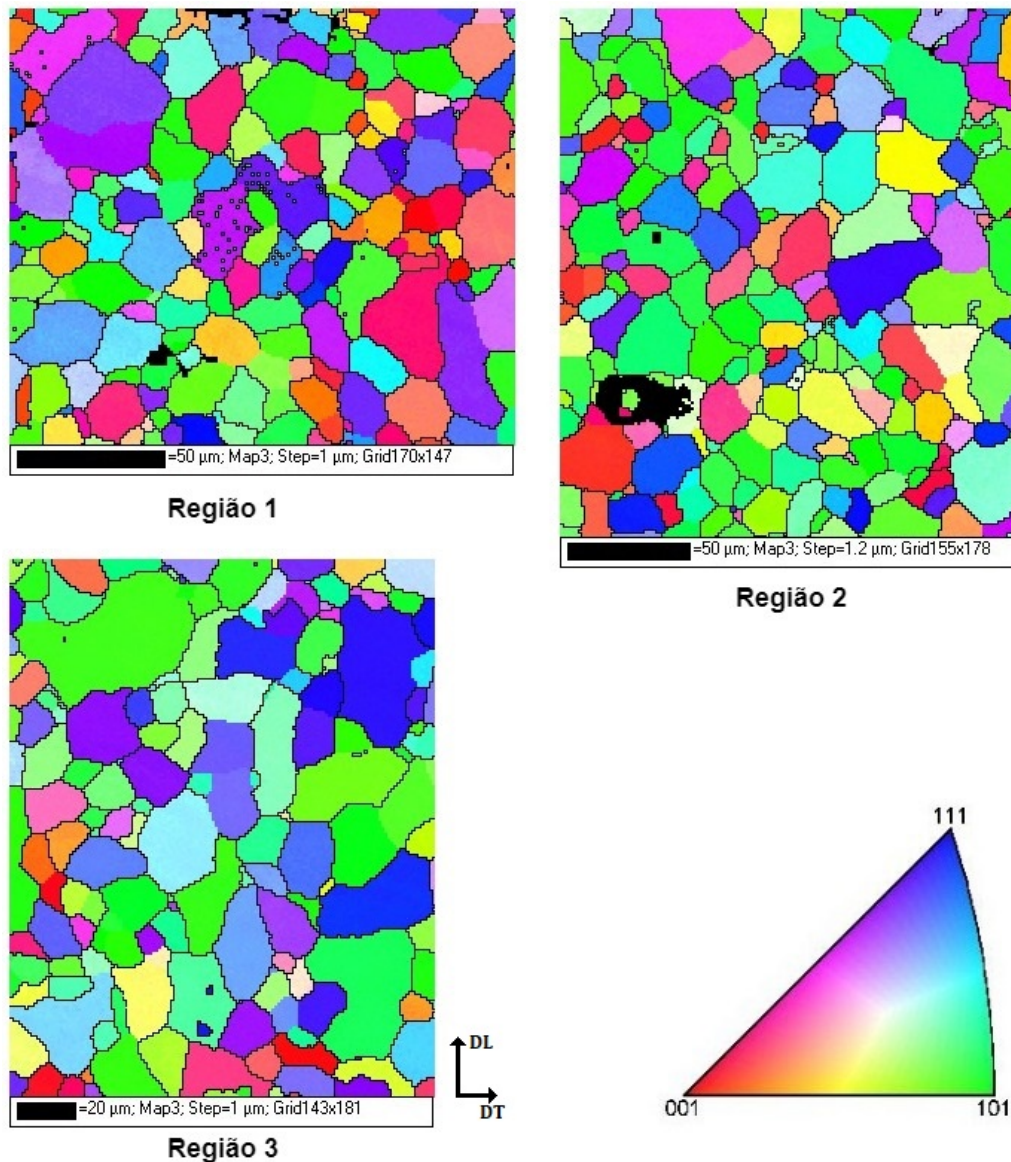 =50 µm; Map3; Step=1 µm; Grid170x147
Região 1
=50 µm; Map3; Step=1.2 µm; Grid155x178
Região 2
111
001
101
DL
DT
=20 µm; Map3; Step=1 µm; Grid143x181
Região 3